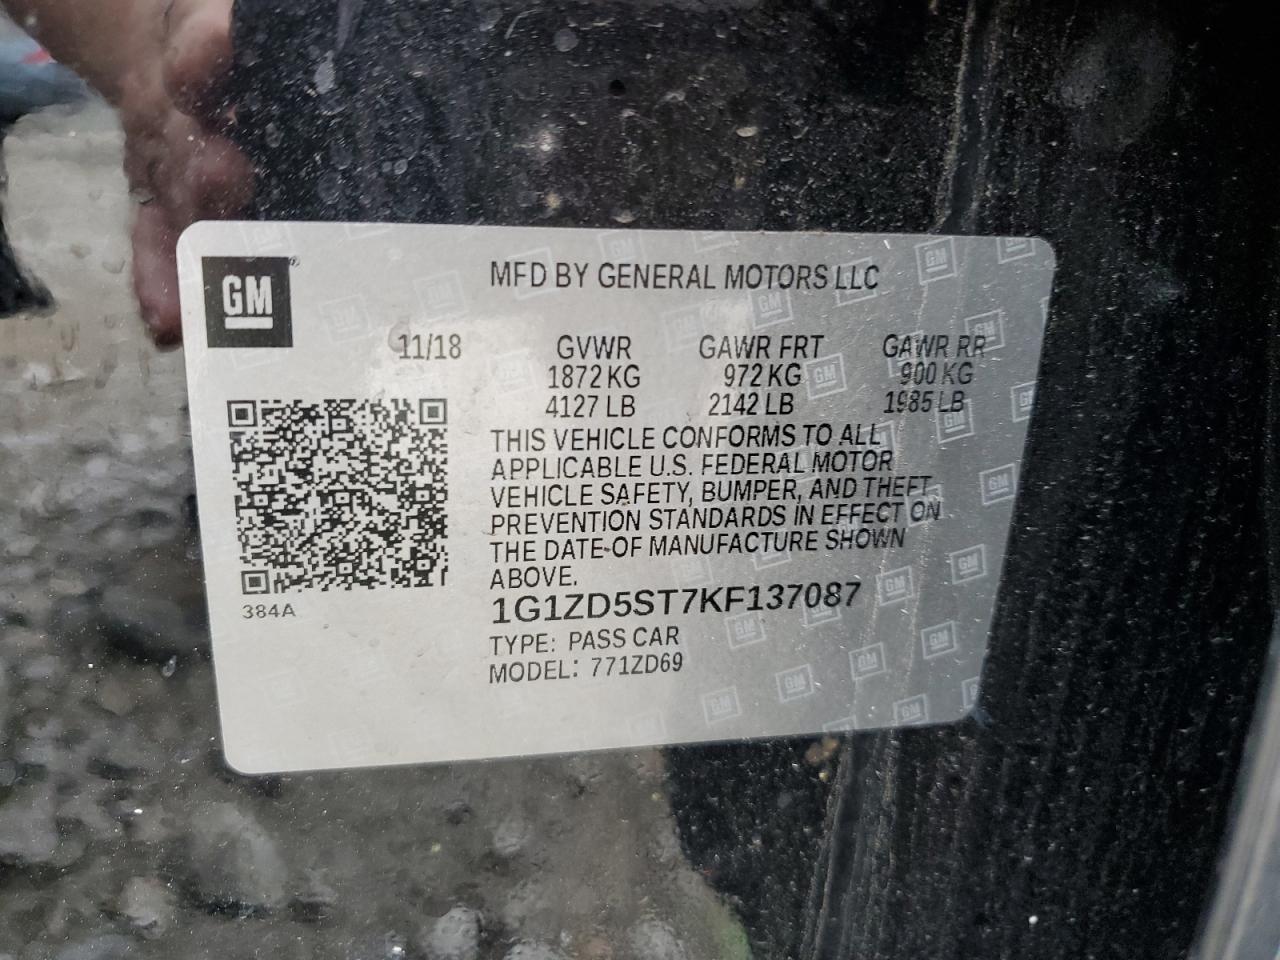 GM
MFD BY GENERAL MOTORS LLC
11/18 GVWR GAWR FRT GAWR RR
1872 KG 972 KG 900 KG
4127 LB 2142 LB 1985 LB
THIS VEHICLE CONFORMS TO ALL
APPLICABLE U.S. FEDERAL MOTOR
VEHICLE SAFETY, BUMPER, AND THEFT
PREVENTION STANDARDS IN EFFECT ON
THE DATE OF MANUFACTURE SHOWN
ABOVE.
1G1ZD5ST7KF137087
384A
TYPE: PASS CAR
MODEL: 771ZD69